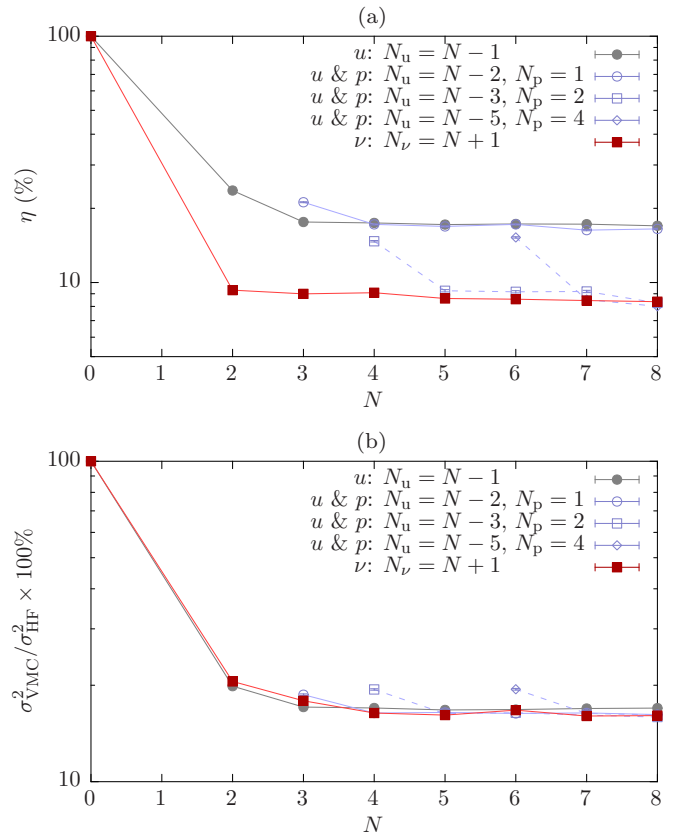 (a)
100
10
η (%)
u: N_u = N − 1
u & p: N_u = N − 2, N_p = 1
u & p: N_u = N − 3, N_p = 2
u & p: N_u = N − 5, N_p = 4
ν: N_ν = N + 1
0 1 2 3 4 5 6 7 8
N
(b)
100
10
σ²_VMC/σ²_HF × 100%
u: N_u = N − 1
u & p: N_u = N − 2, N_p = 1
u & p: N_u = N − 3, N_p = 2
u & p: N_u = N − 5, N_p = 4
ν: N_ν = N + 1
0 1 2 3 4 5 6 7 8
N